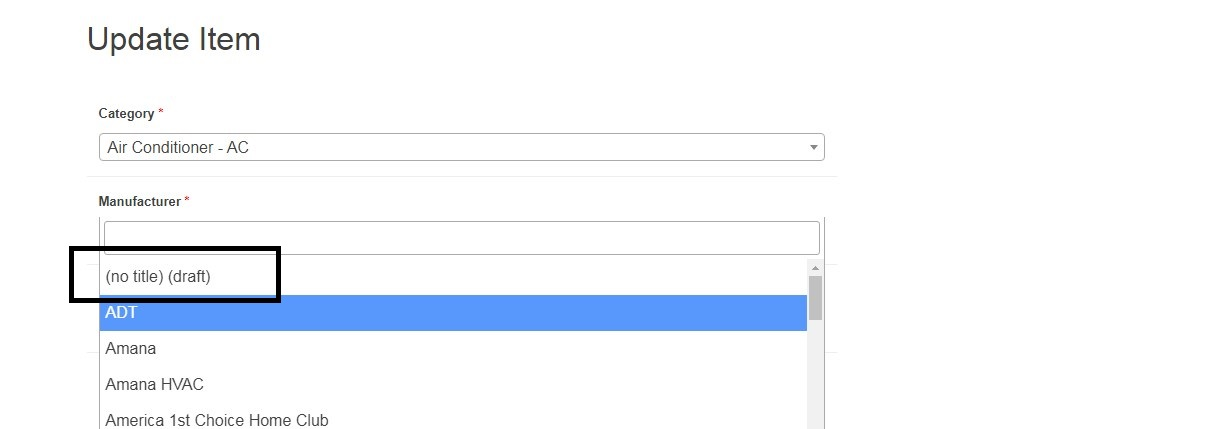 Update Item
Category *
Air Conditioner - AC
Manufacturer *
(no title) (draft)
ADT
Amana
Amana HVAC
America 1st Choice Home Club